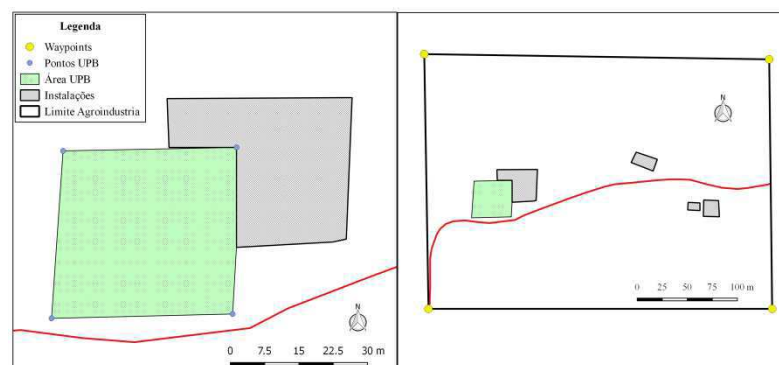 Legenda
Waypoints
Pontos UPB
Área UPB
Instalações
Limite Agroindustria
N
0 7.5 15 22.5 30 m
N
0 25 50 75 100 m